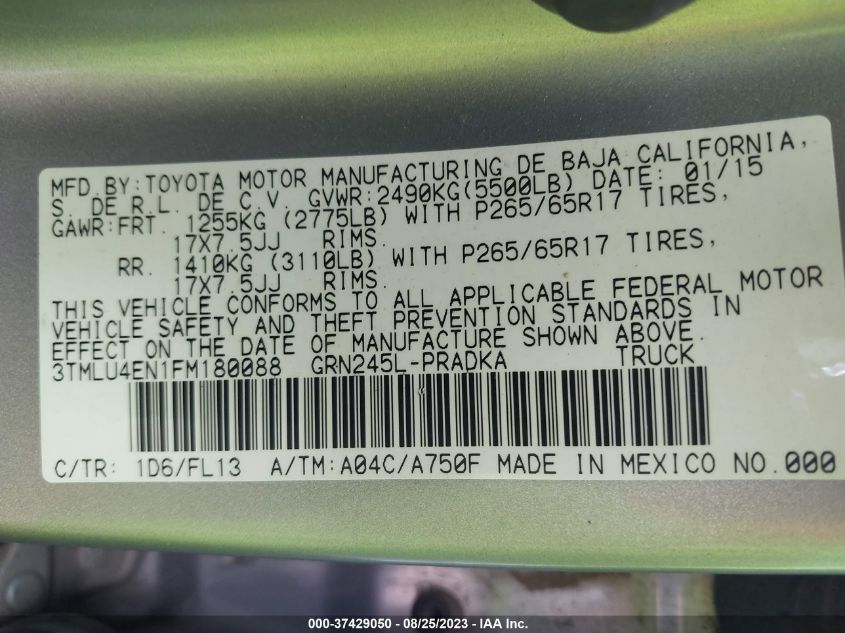 MFD.BY:TOYOTA MOTOR MANUFACTURING DE BAJA CALIFORNIA,
S. DE R.L. DE C.V. GVWR:2490KG(5500LB) DATE: 01/15
GAWR:FRT. 1255KG (2775LB) WITH P265/65R17 TIRES,
17X7.5JJ RIMS.
RR. 1410KG (3110LB) WITH P265/65R17 TIRES,
17X7.5JJ RIMS.
THIS VEHICLE CONFORMS TO ALL APPLICABLE FEDERAL MOTOR
VEHICLE SAFETY AND THEFT PREVENTION STANDARDS IN
EFFECT ON THE DATE OF MANUFACTURE SHOWN ABOVE.
3TMLU4EN1FM180088 GRN245L-PRADKA TRUCK
C/TR: 1D6/FL13 A/TM:A04C/A750F MADE IN MEXICO NO.000
000-37429050 - 08/25/2023 - IAA Inc.